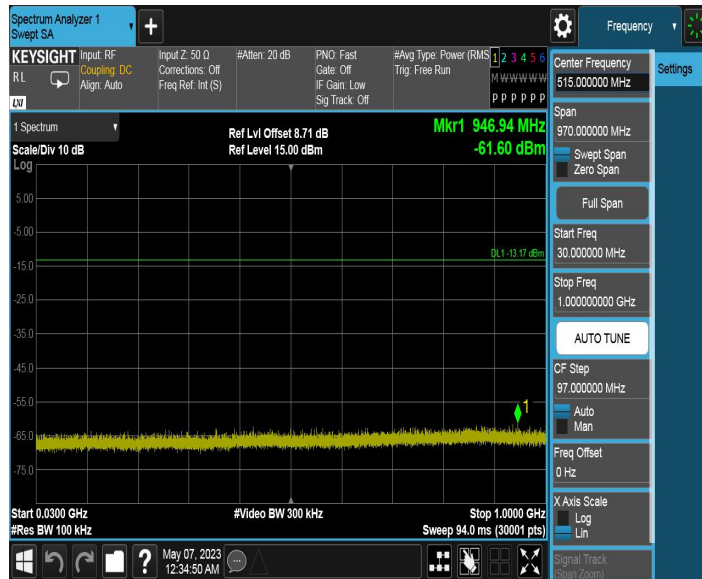 Spectrum Analyzer 1
Swept SA
+
Frequency
KEYSIGHT
RL
LXI
Input: RF
Coupling: DC
Align: Auto
Input Z: 50 Ω
Corrections: Off
Freq Ref: Int (S)
#Atten: 20 dB
PNO: Fast
Gate: Off
IF Gain: Low
Sig Track: Off
#Avg Type: Power (RMS
Trig: Free Run
1 2 3 4 5 6
M W W W W W
P P P P P P
1 Spectrum
Scale/Div 10 dB
Log
Ref Lvl Offset 8.71 dB
Ref Level 15.00 dBm
Mkr1 946.94 MHz
-61.60 dBm
5.00
-5.00
-15.0
-25.0
-35.0
-45.0
-55.0
-65.0
-75.0
DL1 -13.17 dBm
1
Start 0.0300 GHz
#Res BW 100 kHz
#Video BW 300 kHz
Stop 1.0000 GHz
Sweep 94.0 ms (30001 pts)
Center Frequency
515.000000 MHz
Settings
Span
970.000000 MHz
Swept Span
Zero Span
Full Span
Start Freq
30.000000 MHz
Stop Freq
1.000000000 GHz
AUTO TUNE
CF Step
97.000000 MHz
Auto
Man
Freq Offset
0 Hz
X Axis Scale
Log
Lin
Signal Track
(Span Zoom)
?
May 07, 2023
12:34:50 AM